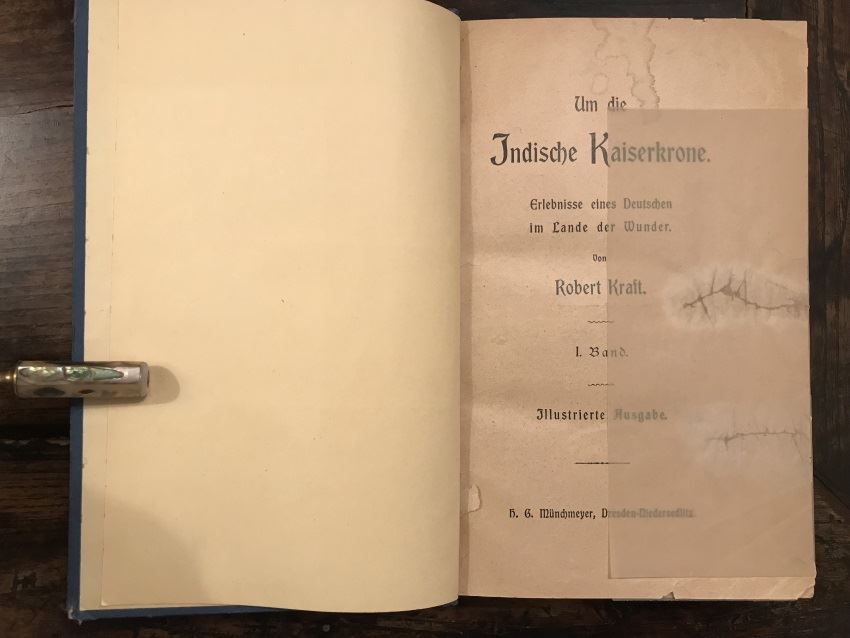 Um die
Indische Kaiserkrone.
Erlebnisse eines Deutschen
im Lande der Wunder.
Von
Robert Kraft.
I. Band.
Illustrierte Ausgabe.
H. G. Münchmeyer, Dresden-Niedersedlitz.